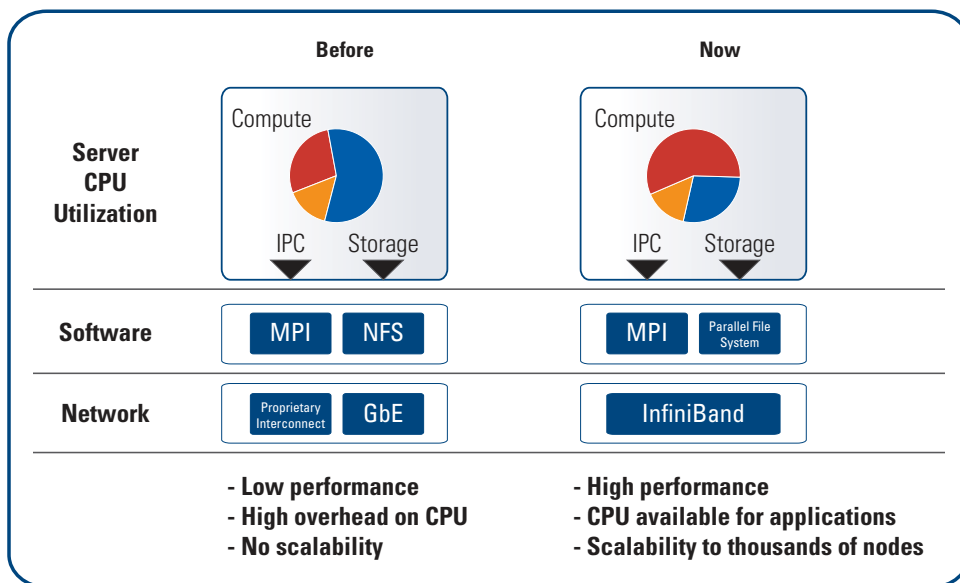 Before
Now
Server
CPU
Utilization
Compute
IPC
Storage
Compute
IPC
Storage
Software
MPI
NFS
MPI
Parallel File
System
Network
Proprietary
Interconnect
GbE
InfiniBand
- Low performance
- High overhead on CPU
- No scalability
- High performance
- CPU available for applications
- Scalability to thousands of nodes